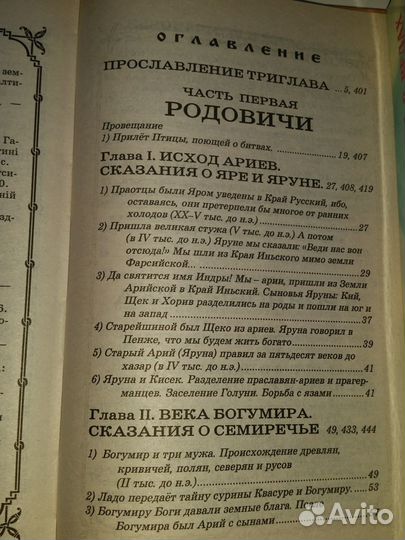 ОГЛАВЛЕНИЕ
ПРОСЛАВЛЕНИЕ ТРИГЛАВА ...5, 401
ЧАСТЬ ПЕРВАЯ
РОДОВИЧИ
Провещание
1) Прилёт Птицы, поющей о битвах. .................. 19, 407
Глава I. ИСХОД АРИЕВ.
СКАЗАНИЯ О ЯРЕ И ЯРУНЕ. 27, 408, 419
1) Праотцы были Яром уведены в Край Русский, ибо,
оставаясь, они претерпели бы многое от ранних
холодов (XX–V тыс. до н.э.) ............................27
2) Пришла великая стужа (V тыс. до н.э.) А потом
(в IV тыс. до н.э.) Яруне мы сказали: «Веди нас вон
отсюда!» Мы шли из Края Иньского мимо земли
Фарсийской... ..............................................29
3) Да святится имя Индры! Мы – арии, пришли из Земли
Арийской в Край Иньский. Сыновья Яруны: Кий,
Щек и Хорив разделились на роды и пошли на юг и
на запад ......................................................37
4) Старейшиной был Щеко из ариев. Яруна говорил в
Пенже, что мы будем жить богато ..................39
5) Старый Арий (Яруна) правил за пятьдесят веков до
хазар (в IV тыс. до н.э.) ................................41
6) Яруна и Кисек. Разделение праславян-ариев и прагер-
манцев. Заселение Голуни. Борьба с язами. ......41
Глава II. ВЕКА БОГУМИРА.
СКАЗАНИЯ О СЕМИРЕЧЬЕ ......49, 433, 444
1) Богумир и три мужа. Происхождение древлян,
кривичей, полян, северян и русов
(II тыс. до н.э.) .............................................49
2) Ладо передаёт тайну сурины Квасуре и Богумиру. ....53
3) Богумиру Боги давали земные блага.
Богумира был Арий с сынами
Avito